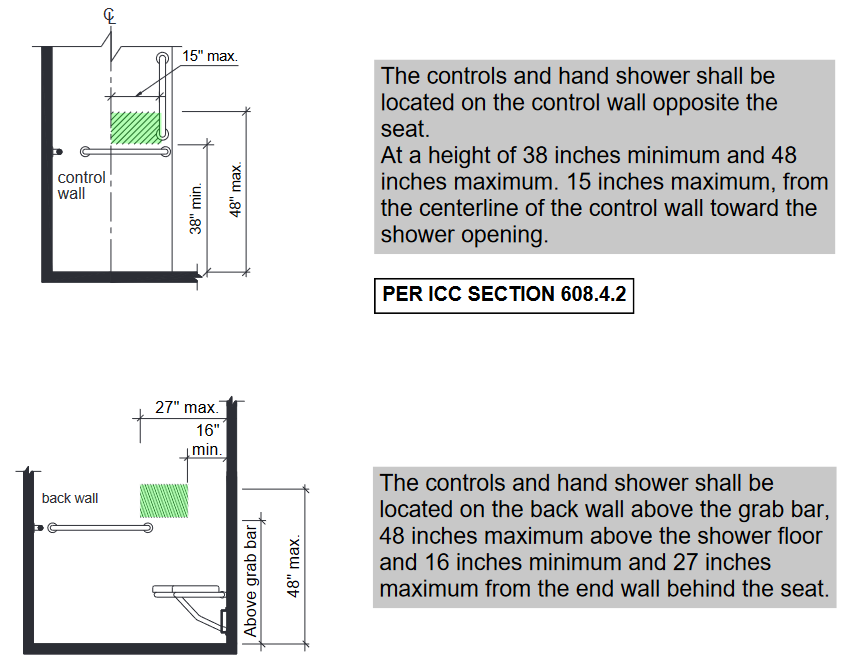 ℄
15" max.
The controls and hand shower shall be
located on the control wall opposite the
seat.
At a height of 38 inches minimum and 48
inches maximum. 15 inches maximum, from
the centerline of the control wall toward the
shower opening.
control
wall
38" min.
48" max.
PER ICC SECTION 608.4.2
27" max.
16"
min.
back wall
Above grab bar
48" max.
The controls and hand shower shall be
located on the back wall above the grab bar,
48 inches maximum above the shower floor
and 16 inches minimum and 27 inches
maximum from the end wall behind the seat.